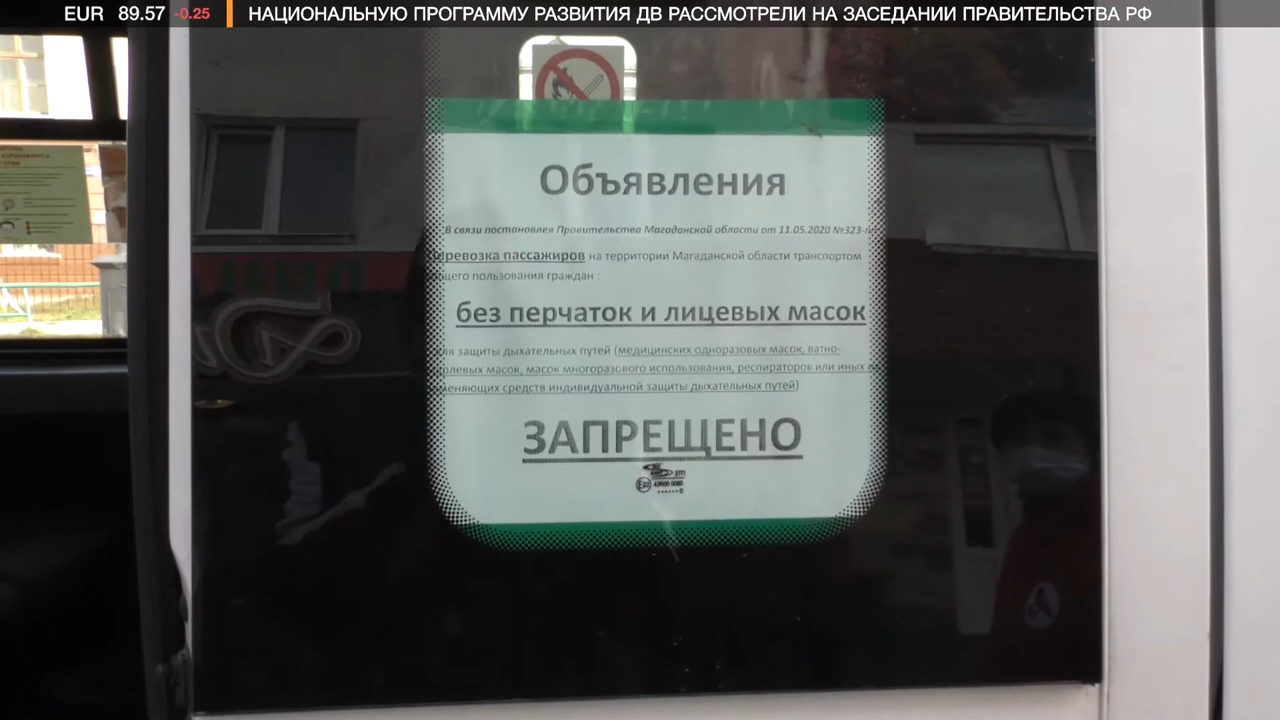 EUR 89.57 -0.25 НАЦИОНАЛЬНУЮ ПРОГРАММУ РАЗВИТИЯ ДВ РАССМОТРЕЛИ НА ЗАСЕДАНИИ ПРАВИТЕЛЬСТВА РФ
Объявления
В связи постановлея Правительства Магаданской области от 11.05.2020 №323-п
ревозка пассажиров на территории Магаданской области транспортом
щего пользования граждан :
без перчаток и лицевых масок
ля защиты дыхательных путей (медицинских одноразовых масок, ватно-
рлевых масок, масок многоразового использования, респираторов или иных
меняющих средств индивидуальной защиты дыхательных путей)
ЗАПРЕЩЕНО
E22 43R00 0080